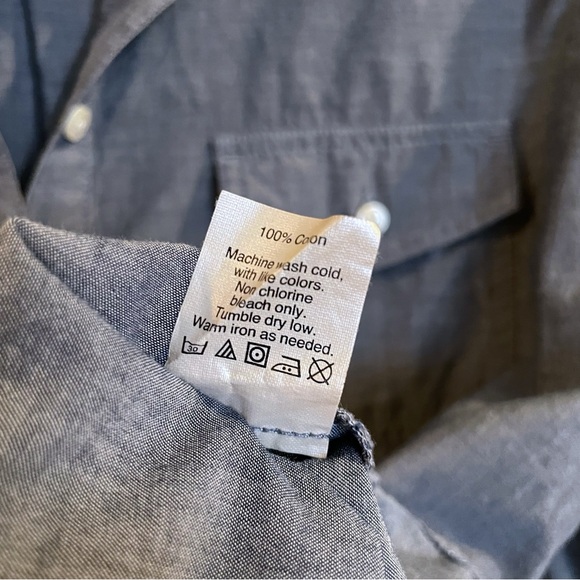 100% Cotton
Machine wash cold,
with like colors.
Non chlorine
bleach only.
Tumble dry low.
Warm iron as needed.
30